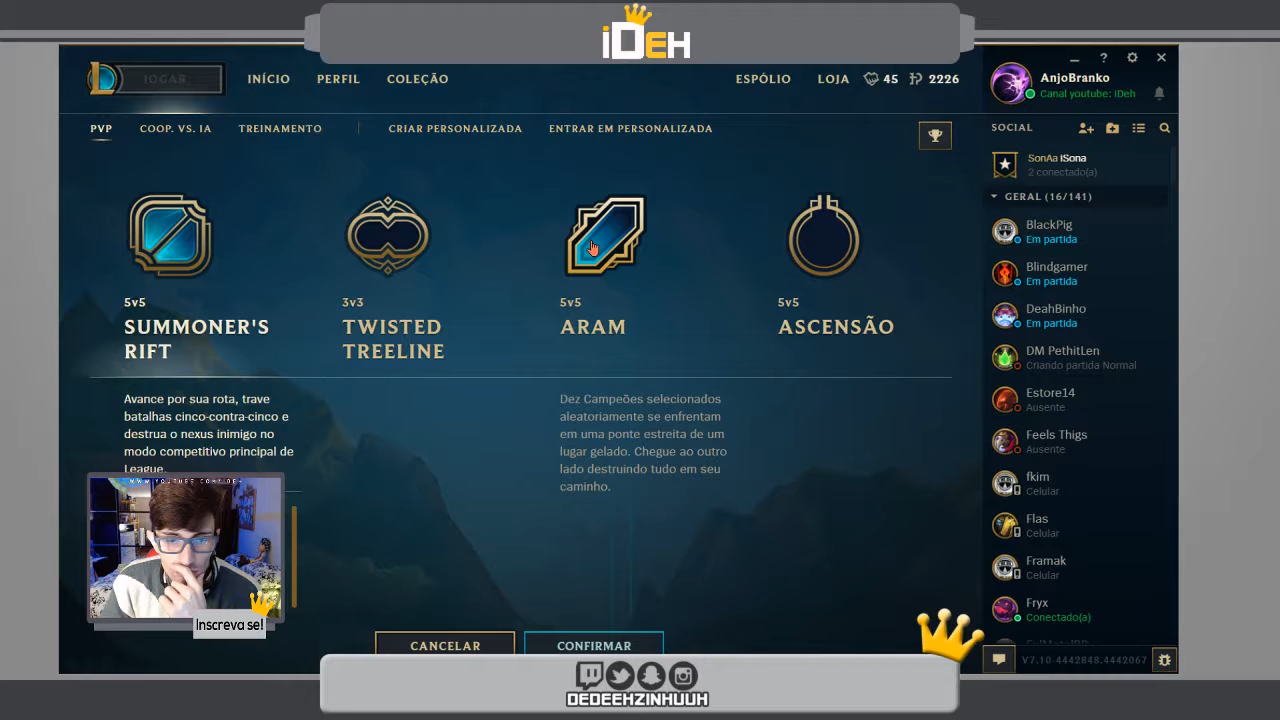 iDEH
JOGAR
INÍCIO
PERFIL
COLEÇÃO
ESPÓLIO
LOJA
45
2226
AnjoBranko
Canal youtube: iDeh
PVP
COOP. VS. IA
TREINAMENTO
CRIAR PERSONALIZADA
ENTRAR EM PERSONALIZADA
SOCIAL
SonAa iSona
2 conectado(a)
GERAL (16/141)
5v5
SUMMONER'S
RIFT
Avance por sua rota, trave
batalhas cinco-contra-cinco e
destrua o nexus inimigo no
modo competitivo principal de
League.
3v3
TWISTED
TREELINE
5v5
ARAM
Dez Campeões selecionados
aleatoriamente se enfrentam
em uma ponte estreita de um
lugar gelado. Chegue ao outro
lado destruindo tudo em seu
caminho.
5v5
ASCENSÃO
BlackPig
Em partida
Blindgamer
Em partida
DeahBinho
Em partida
DM PethitLen
Criando partida Normal
Estore14
Ausente
Feels Thigs
Ausente
fkim
Celular
Flas
Celular
Framak
Celular
Fryx
Conectado(a)
Inscreva se!
CANCELAR
CONFIRMAR
V7.10-4442848.4442067
DEDEEHZINHUUH